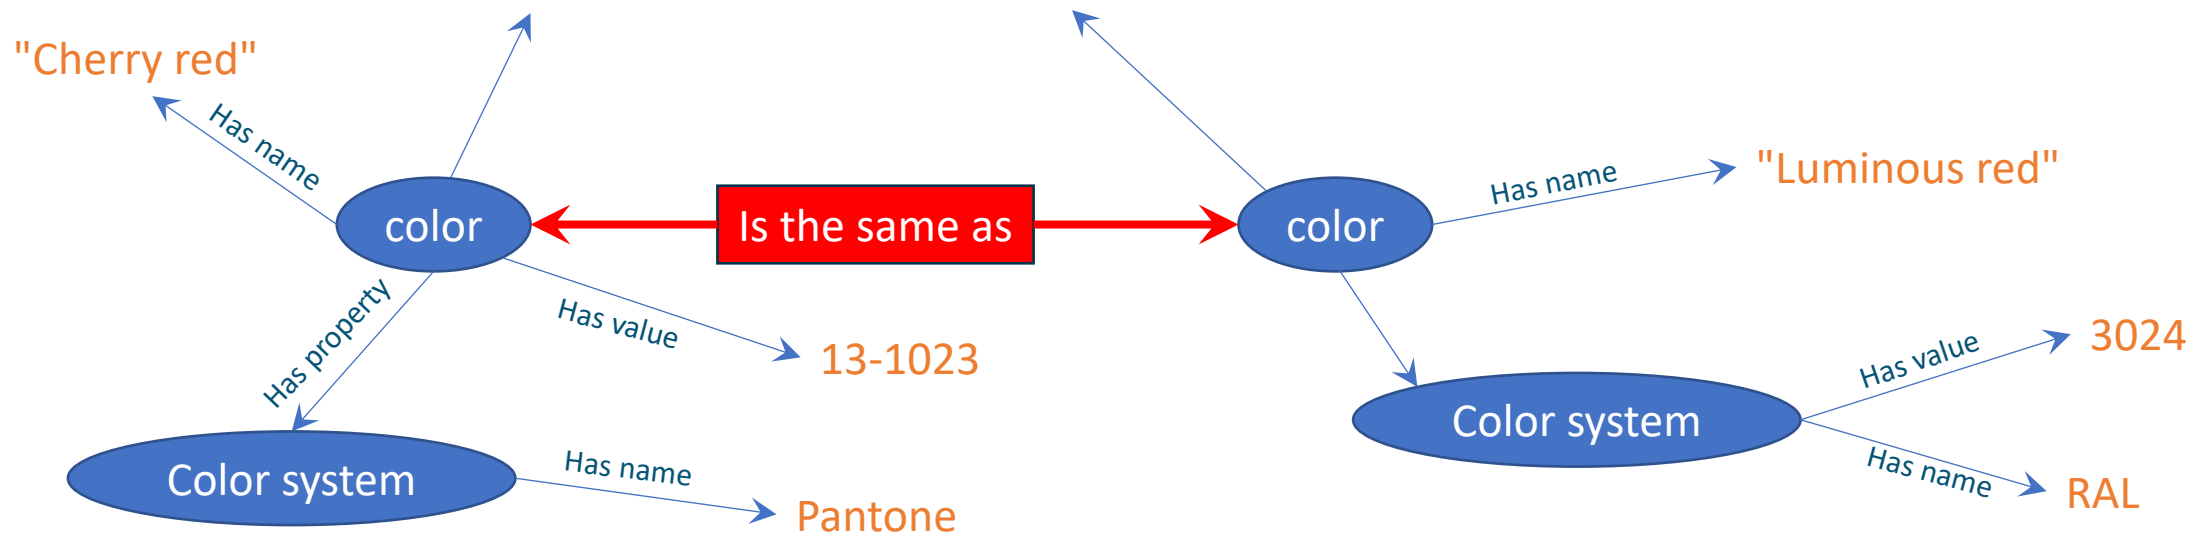 "Cherry red"
Has name
color
Is the same as
color
Has name
"Luminous red"
Has property
Has value
13-1023
Has value
3024
Color system
Has name
Pantone
Color system
Has name
RAL